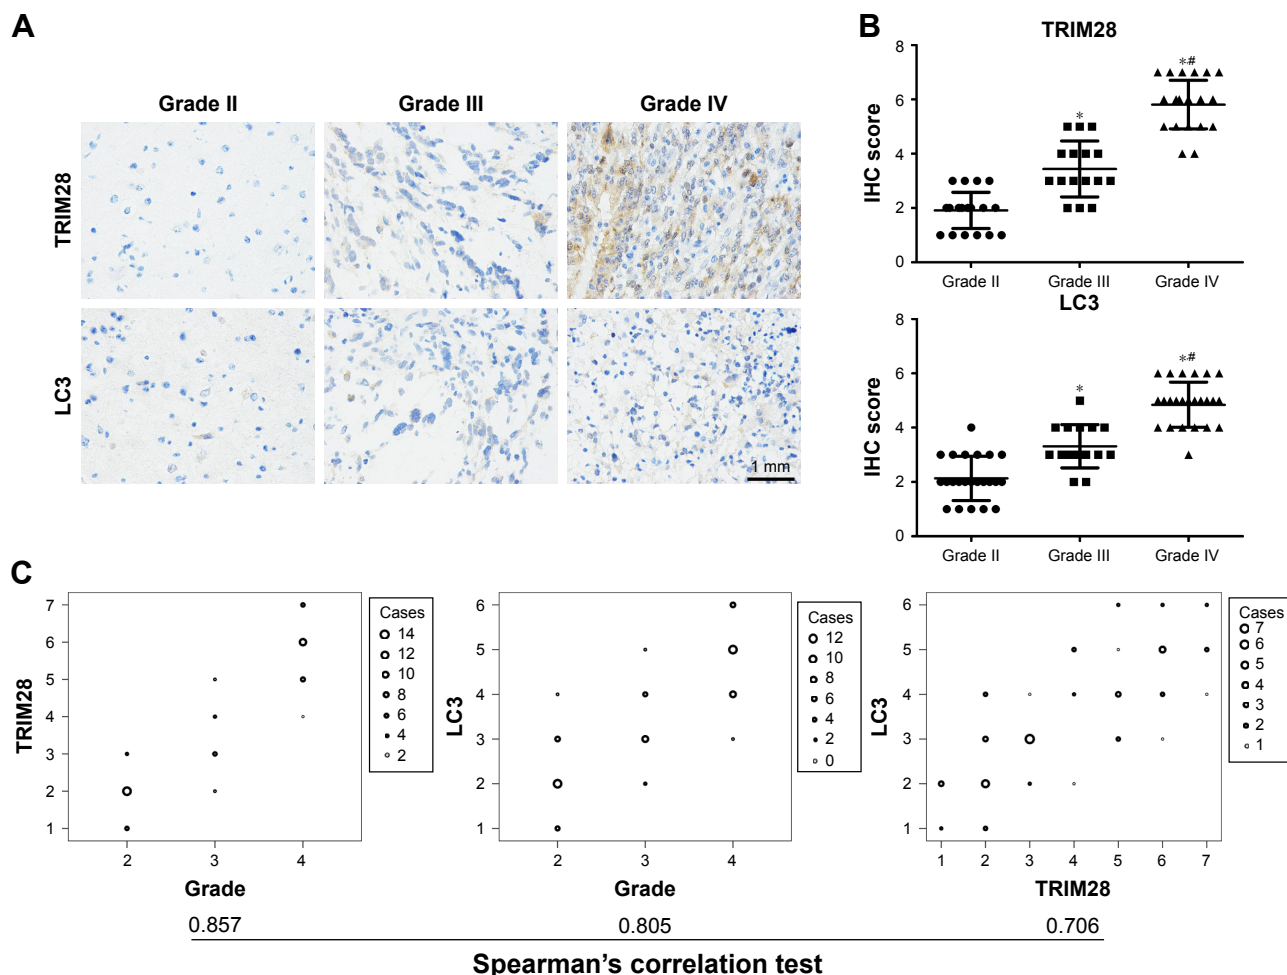 A
Grade II Grade III Grade IV
TRIM28
LC3
1 mm
B
TRIM28
IHC score
8
6
4
2
0
*
*#
Grade II Grade III Grade IV
LC3
IHC score
8
6
4
2
0
*
*#
Grade II Grade III Grade IV
C
TRIM28
7
6
5
4
3
2
1
2 3 4
Grade
Cases
14
12
10
8
6
4
2
LC3
6
5
4
3
2
1
2 3 4
Grade
Cases
12
10
8
6
4
2
0
LC3
6
5
4
3
2
1
1 2 3 4 5 6 7
TRIM28
Cases
7
6
5
4
3
2
1
0.857 0.805 0.706
Spearman's correlation test